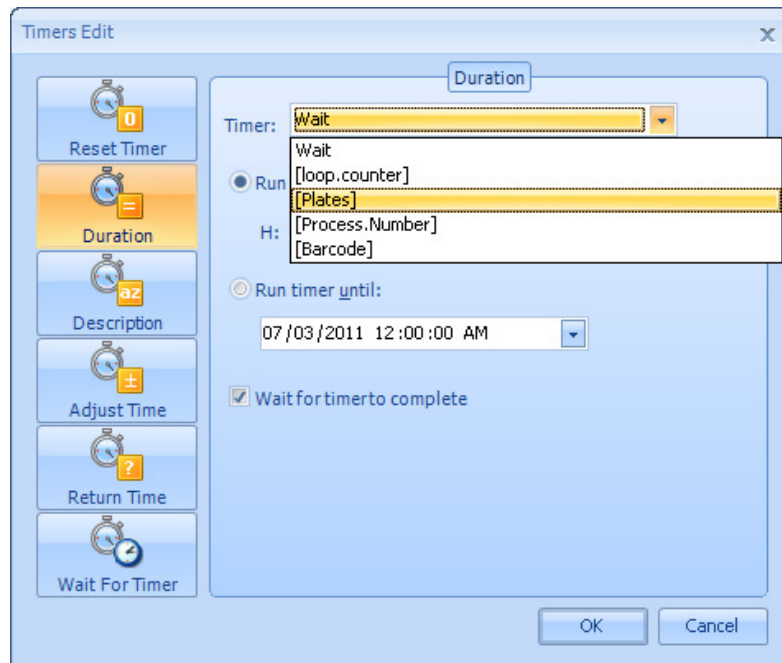 Timers Edit
x
Duration
Reset Timer
0
Timer: Wait
Wait
[loop.counter]
[Plates]
[Process.Number]
[Barcode]
Run
H:
Duration
=
Run timer until:
07/03/2011 12:00:00 AM
Description
az
Wait for timerto complete
Adjust Time
±
Return Time
?
Wait For Timer
OK
Cancel